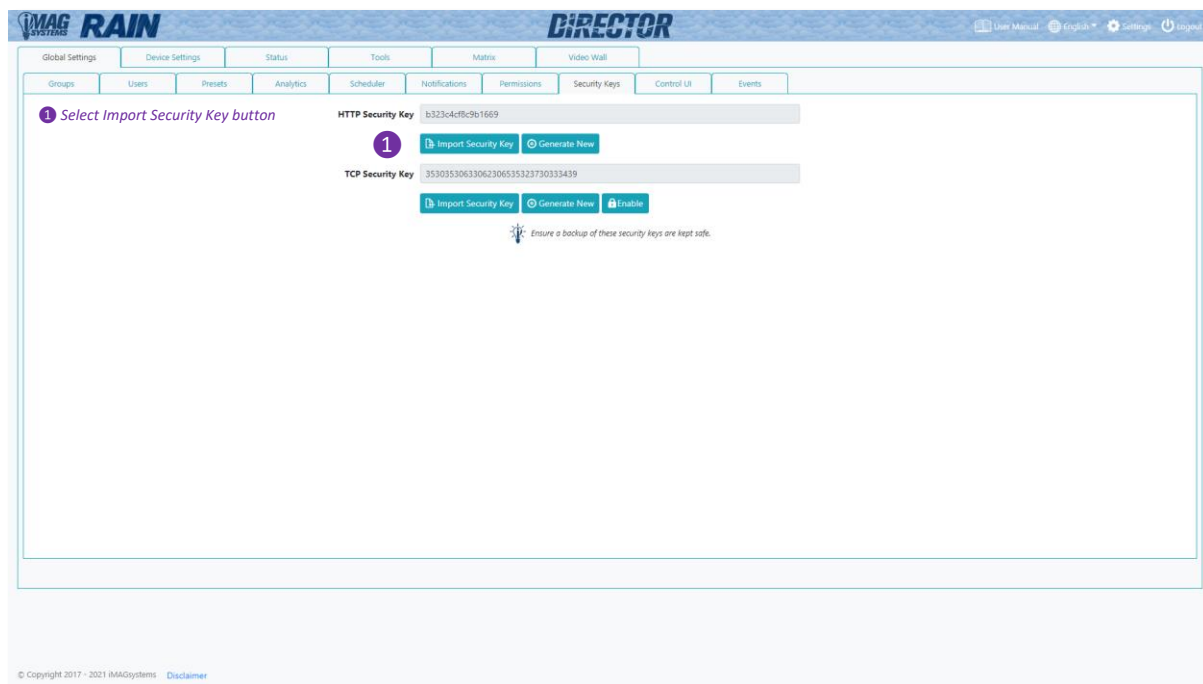 iMAG SYSTEMS RAIN DiRECTOR User Manual English Settings Logout
Global Settings Device Settings Status Tools Matrix Video Wall
Groups Users Presets Analytics Scheduler Notifications Permissions Security Keys Control UI Events
1 Select Import Security Key button
HTTP Security Key b323c4cf8c9b1669
1 Import Security Key Generate New
TCP Security Key 35303530633062306535323730333439
Import Security Key Generate New Enable
Ensure a backup of these security keys are kept safe.
© Copyright 2017 - 2021 iMAGsystems Disclaimer